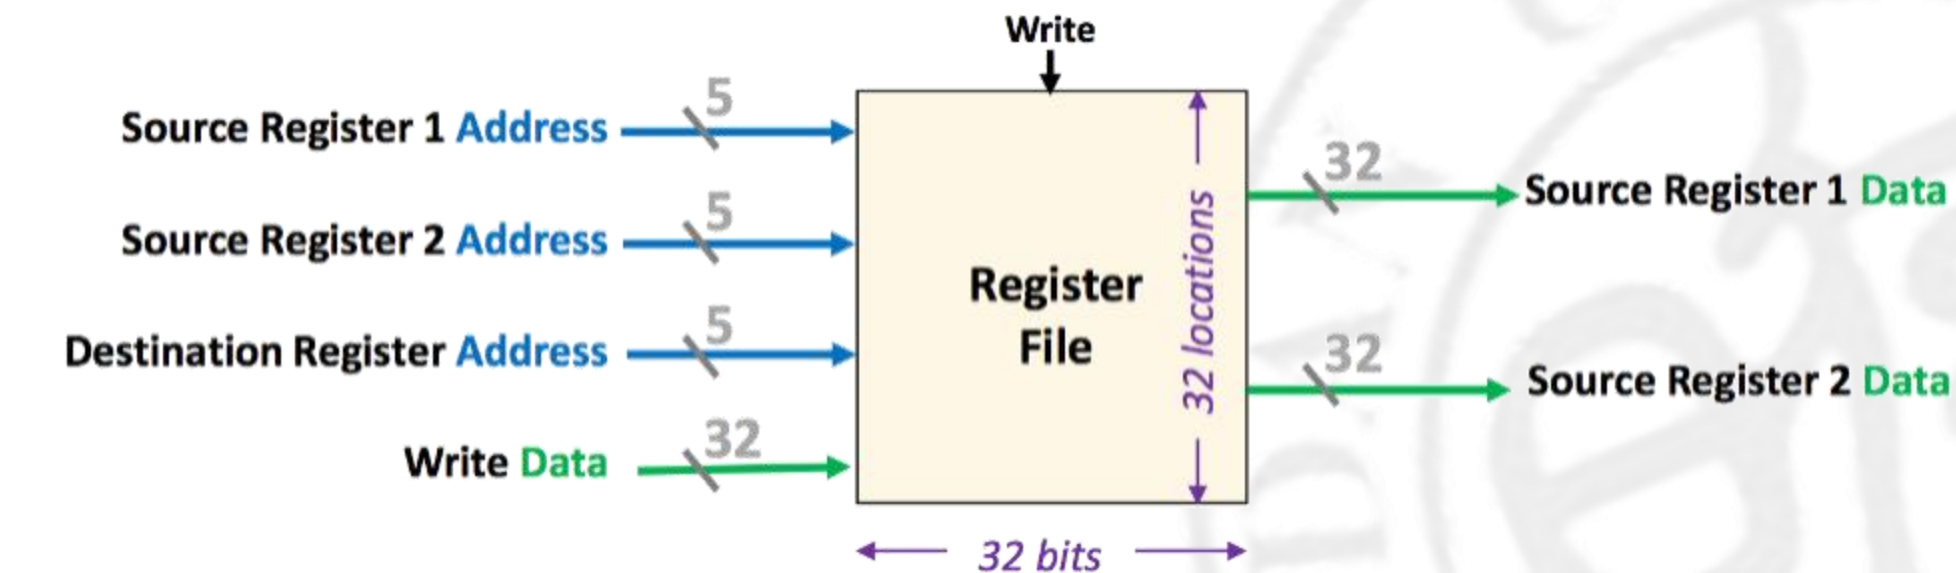 Write
Source Register 1 Address
5
Source Register 2 Address
5
Destination Register Address
5
Write Data
32
Register
File
32 locations
32 bits
32
Source Register 1 Data
32
Source Register 2 Data